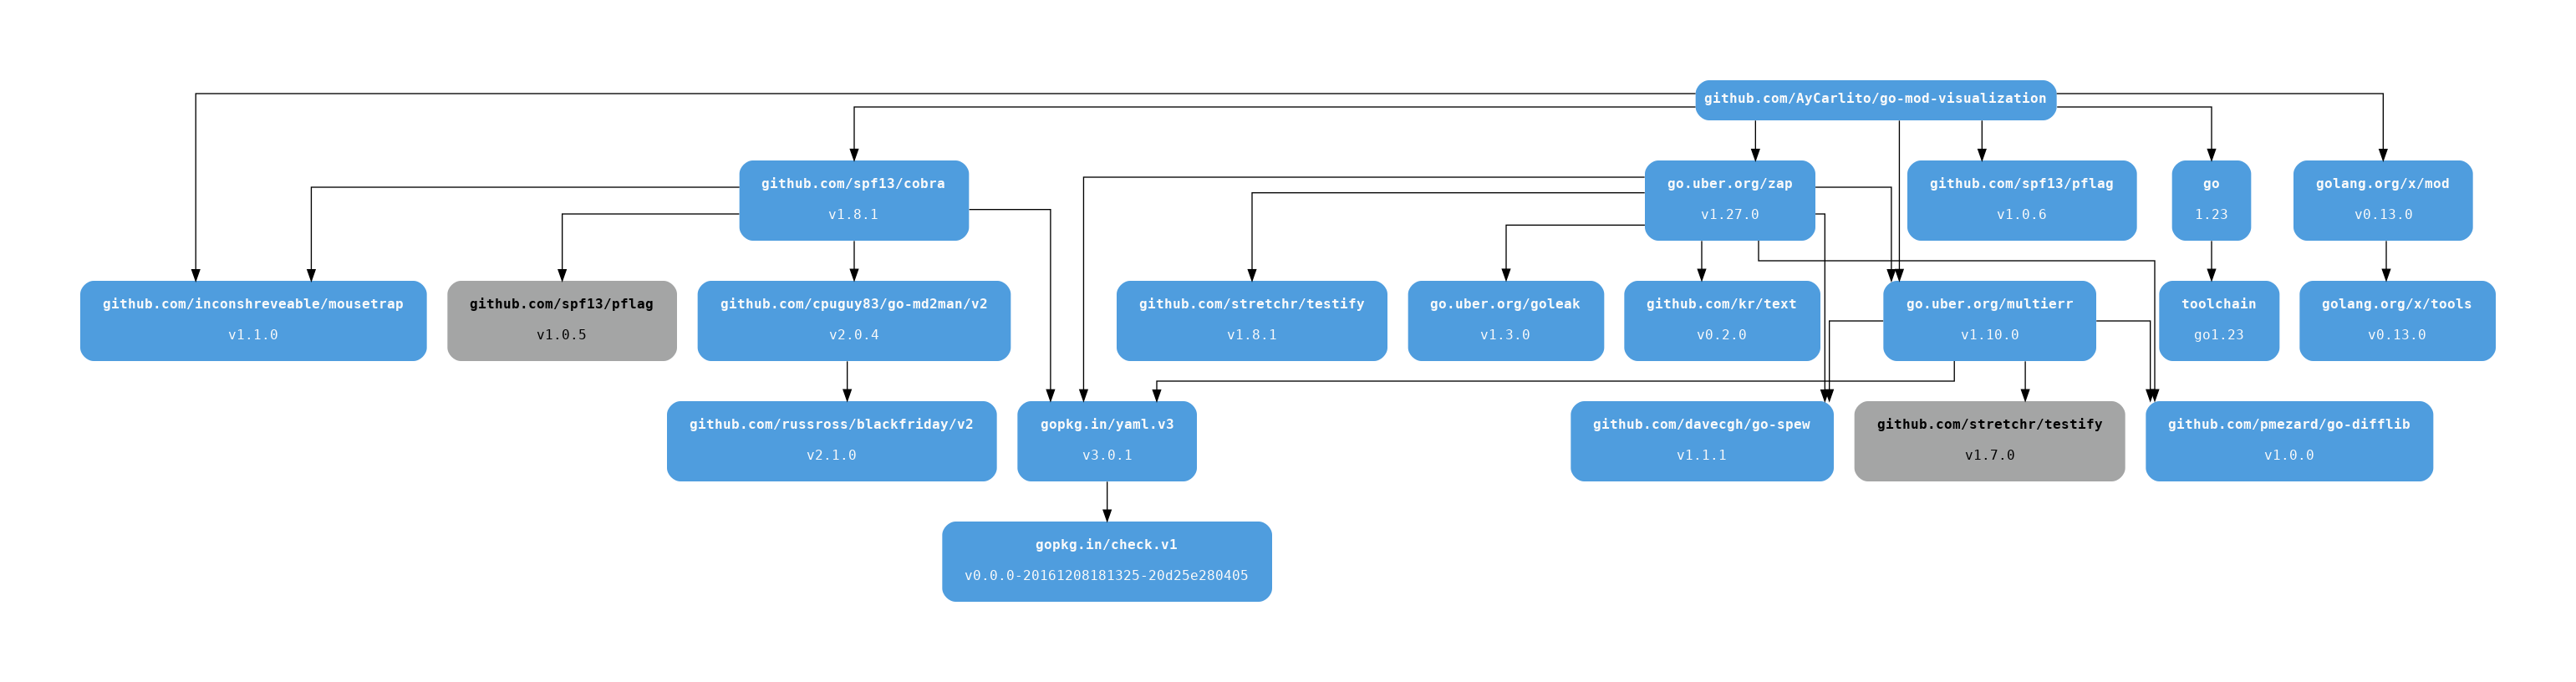 github.com/AyCarlito/go-mod-visualization
github.com/spf13/cobra
v1.8.1
go.uber.org/zap
v1.27.0
github.com/spf13/pflag
v1.0.6
go
1.23
golang.org/x/mod
v0.13.0
github.com/inconshreveable/mousetrap
v1.1.0
github.com/spf13/pflag
v1.0.5
github.com/cpuguy83/go-md2man/v2
v2.0.4
github.com/stretchr/testify
v1.8.1
go.uber.org/goleak
v1.3.0
github.com/kr/text
v0.2.0
go.uber.org/multierr
v1.10.0
toolchain
go1.23
golang.org/x/tools
v0.13.0
github.com/russross/blackfriday/v2
v2.1.0
gopkg.in/yaml.v3
v3.0.1
github.com/davecgh/go-spew
v1.1.1
github.com/stretchr/testify
v1.7.0
github.com/pmezard/go-difflib
v1.0.0
gopkg.in/check.v1
v0.0.0-20161208181325-20d25e280405